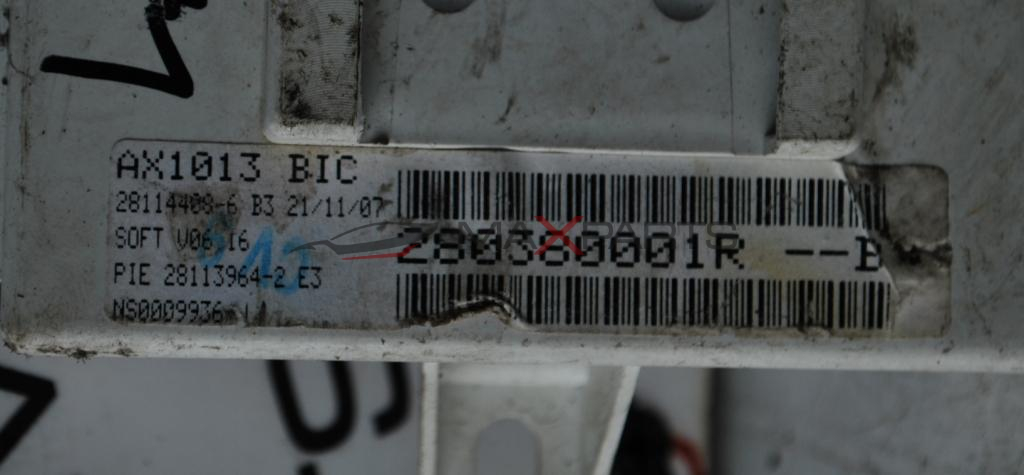 AX1013 BIC
28114408-6 B3 21/11/07
SOFT V06 16
PIE 28113964-2 E3
NS0009936
280380001R --B